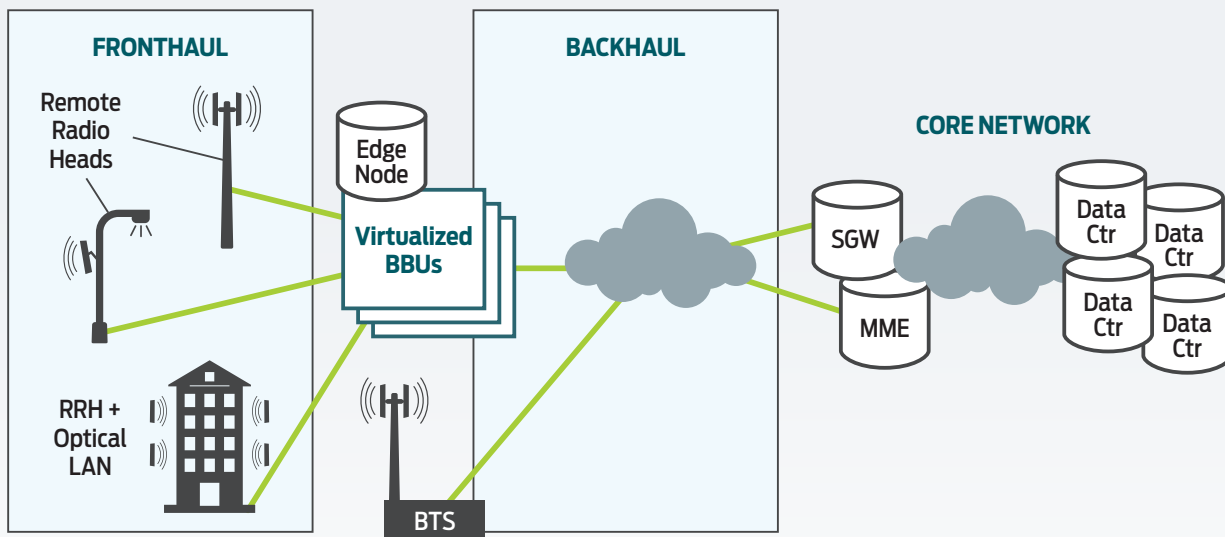 FRONTHAUL
Remote
Radio
Heads
RRH +
Optical
LAN
Edge
Node
Virtualized
BBUs
BTS
BACKHAUL
CORE NETWORK
SGW
MME
Data
Ctr
Data
Ctr
Data
Ctr
Data
Ctr